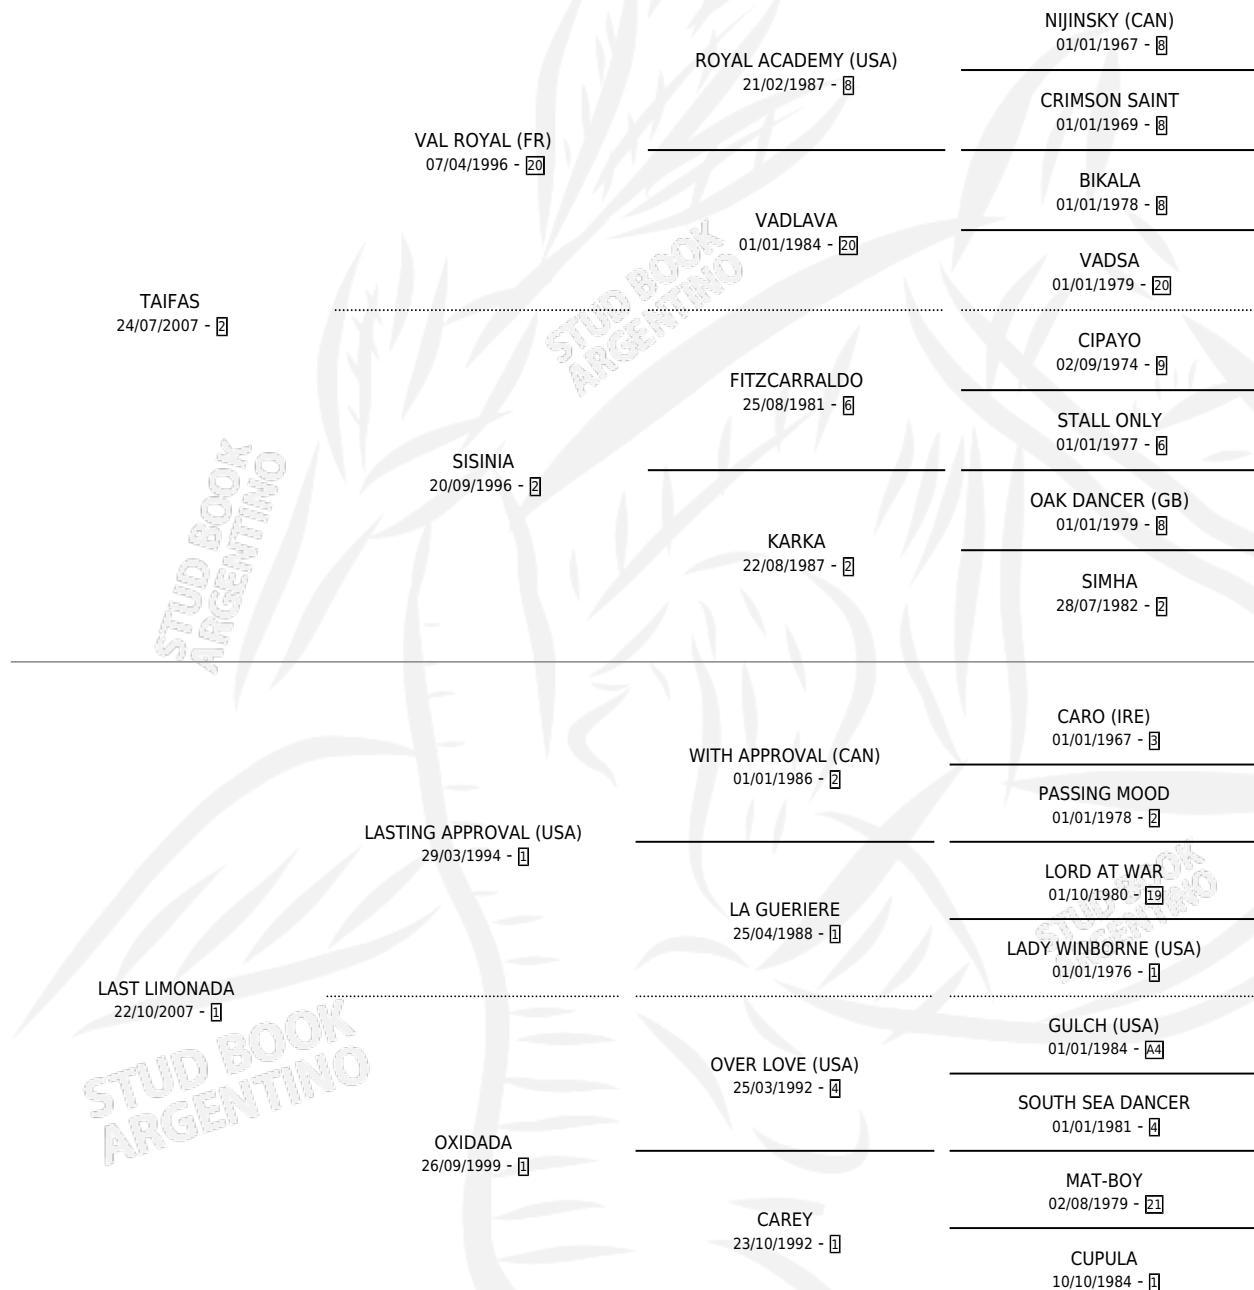 NIJINSKY (CAN)
01/01/1967 - 8
ROYAL ACADEMY (USA)
21/02/1987 - 8
CRIMSON SAINT
01/01/1969 - 8
VAL ROYAL (FR)
07/04/1996 - 20
BIKALA
01/01/1978 - 8
VADLAVA
01/01/1984 - 20
VADSA
01/01/1979 - 20
TAIFAS
24/07/2007 - 2
STUD BOOK
ARGENTINO
CIPAYO
02/09/1974 - 9
FITZCARRALDO
25/08/1981 - 6
STALL ONLY
01/01/1977 - 6
SISINIA
20/09/1996 - 2
OAK DANCER (GB)
01/01/1979 - 8
KARKA
22/08/1987 - 2
SIMHA
28/07/1982 - 2
STUD BOOK
ARGENTINO
CARO (IRE)
01/01/1967 - 3
WITH APPROVAL (CAN)
01/01/1986 - 2
PASSING MOOD
01/01/1978 - 2
LASTING APPROVAL (USA)
29/03/1994 - 1
LORD AT WAR
01/10/1980 - 19
LA GUERIERE
25/04/1988 - 1
LADY WINBORNE (USA)
01/01/1976 - 1
STUD BOOK
ARGENTINO
LAST LIMONADA
22/10/2007 - 1
GULCH (USA)
01/01/1984 - A4
OVER LOVE (USA)
25/03/1992 - 4
SOUTH SEA DANCER
01/01/1981 - 4
STUD BOOK
ARGENTINO
OXIDADA
26/09/1999 - 1
MAT-BOY
02/08/1979 - 21
CAREY
23/10/1992 - 1
CUPULA
10/10/1984 - 1